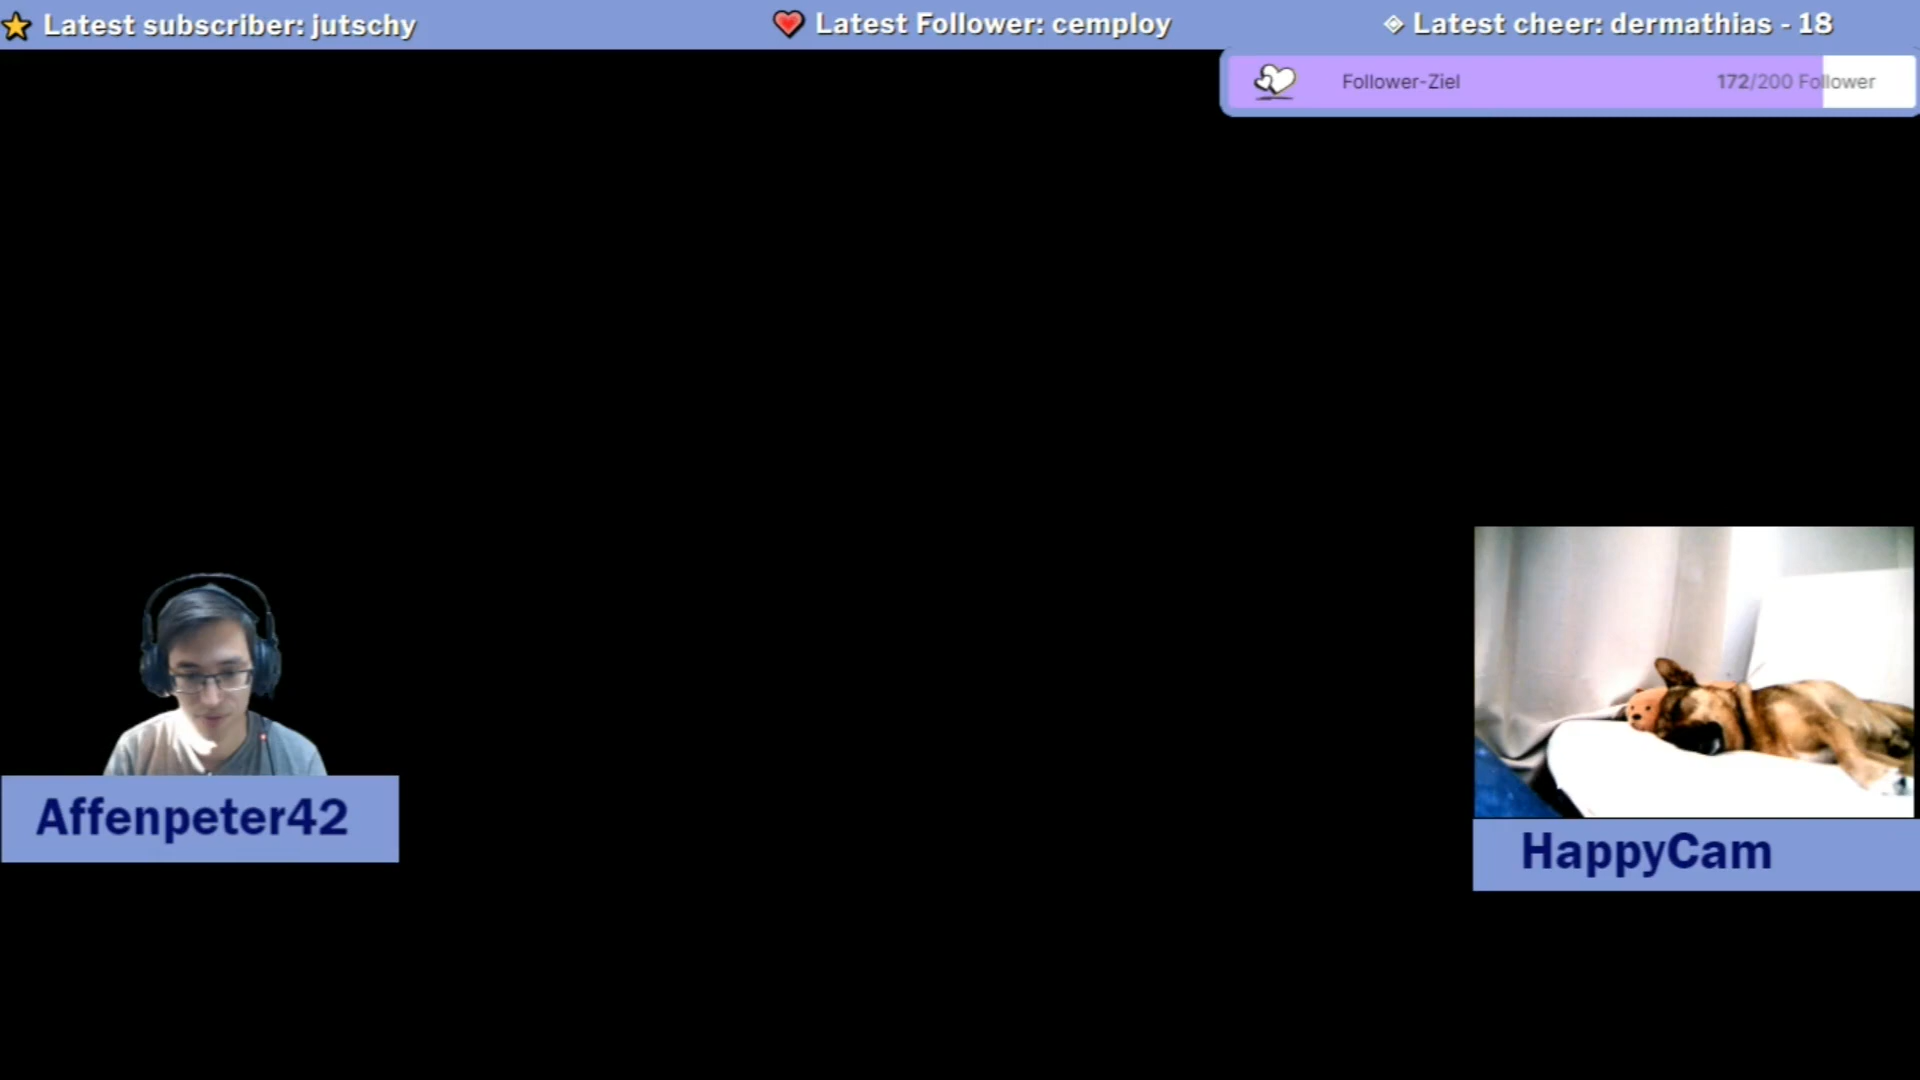 Latest subscriber: jutschy
Latest Follower: cemploy
Latest cheer: dermathias - 18
Follower-Ziel
172/200 Follower
Affenpeter42
HappyCam